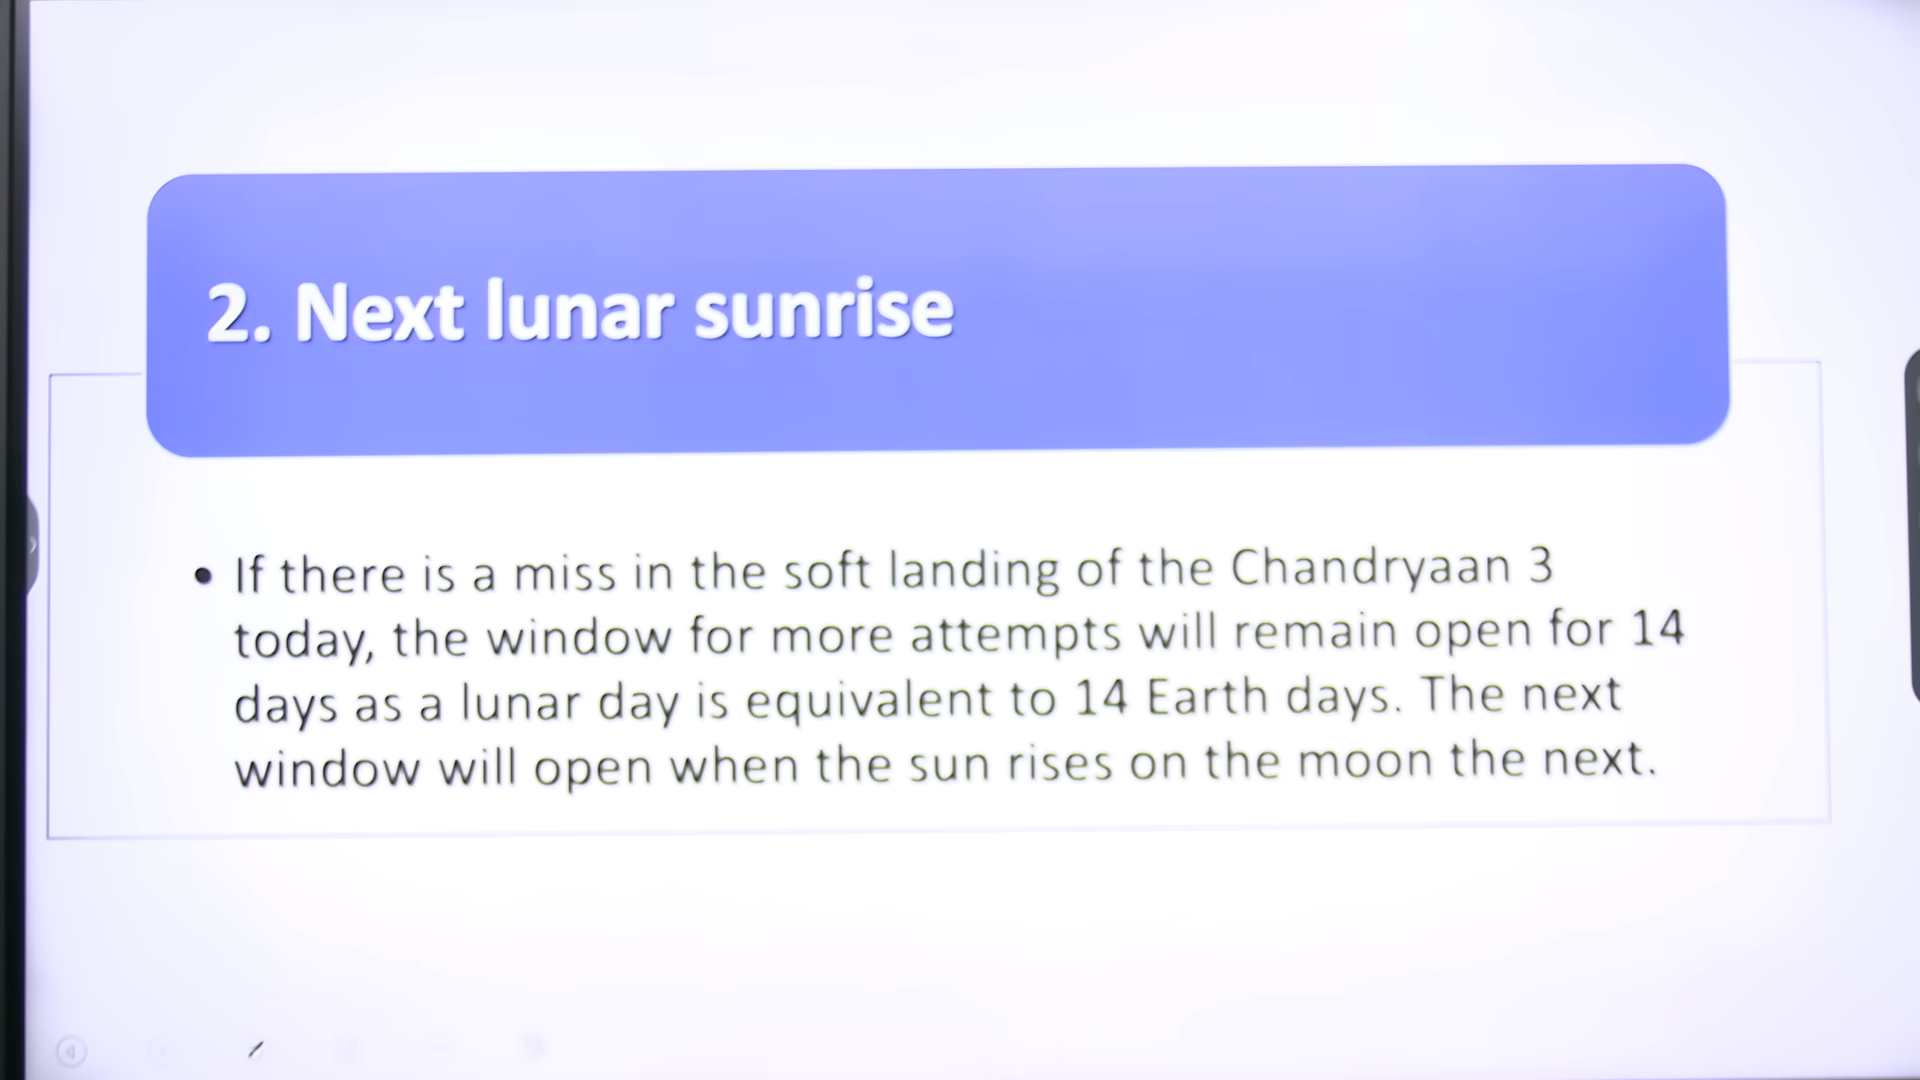 2. Next lunar sunrise
• If there is a miss in the soft landing of the Chandryaan 3
today, the window for more attempts will remain open for 14
days as a lunar day is equivalent to 14 Earth days. The next
window will open when the sun rises on the moon the next.